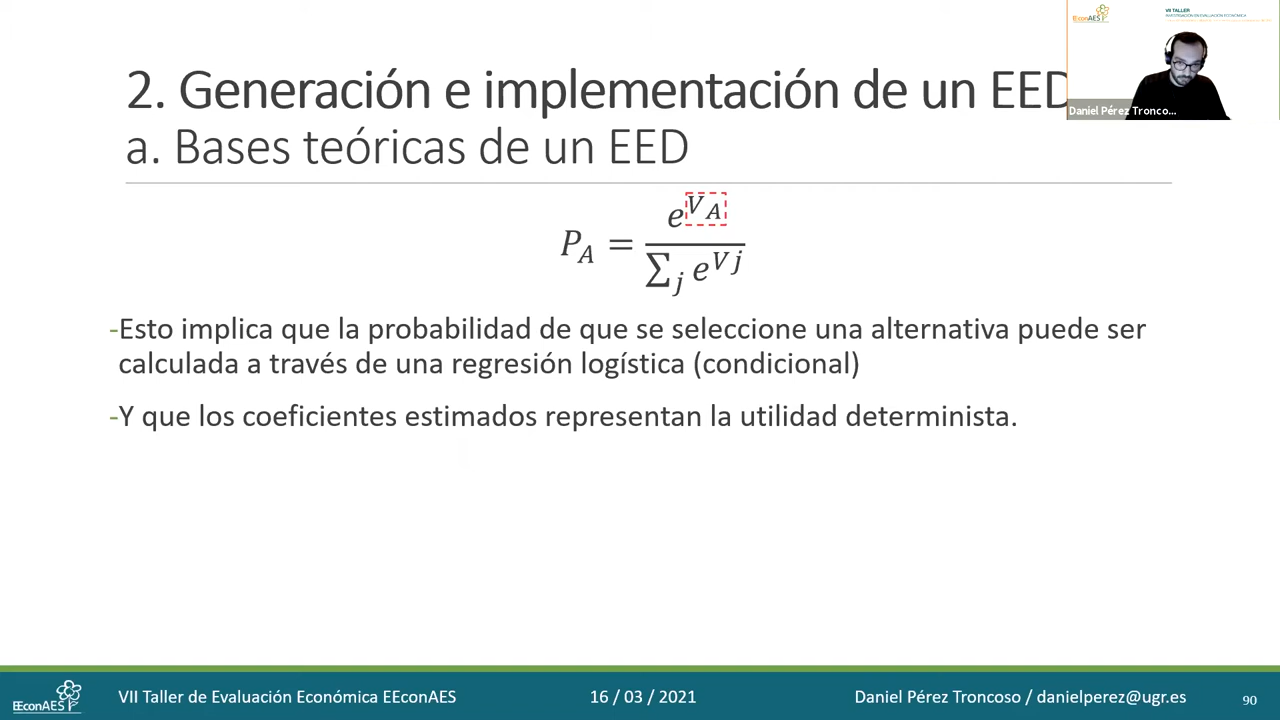 EEconAES
VII TALLER
2. Generación e implementación de un EED
Daniel Pérez Tronco...
a. Bases teóricas de un EED
P_A = e^{V_A} / ∑_j e^{Vj}
-Esto implica que la probabilidad de que se seleccione una alternativa puede ser
calculada a través de una regresión logística (condicional)
-Y que los coeficientes estimados representan la utilidad determinista.
EEconAES
VII Taller de Evaluación Económica EEconAES
16 / 03 / 2021
Daniel Pérez Troncoso / danielperez@ugr.es
90